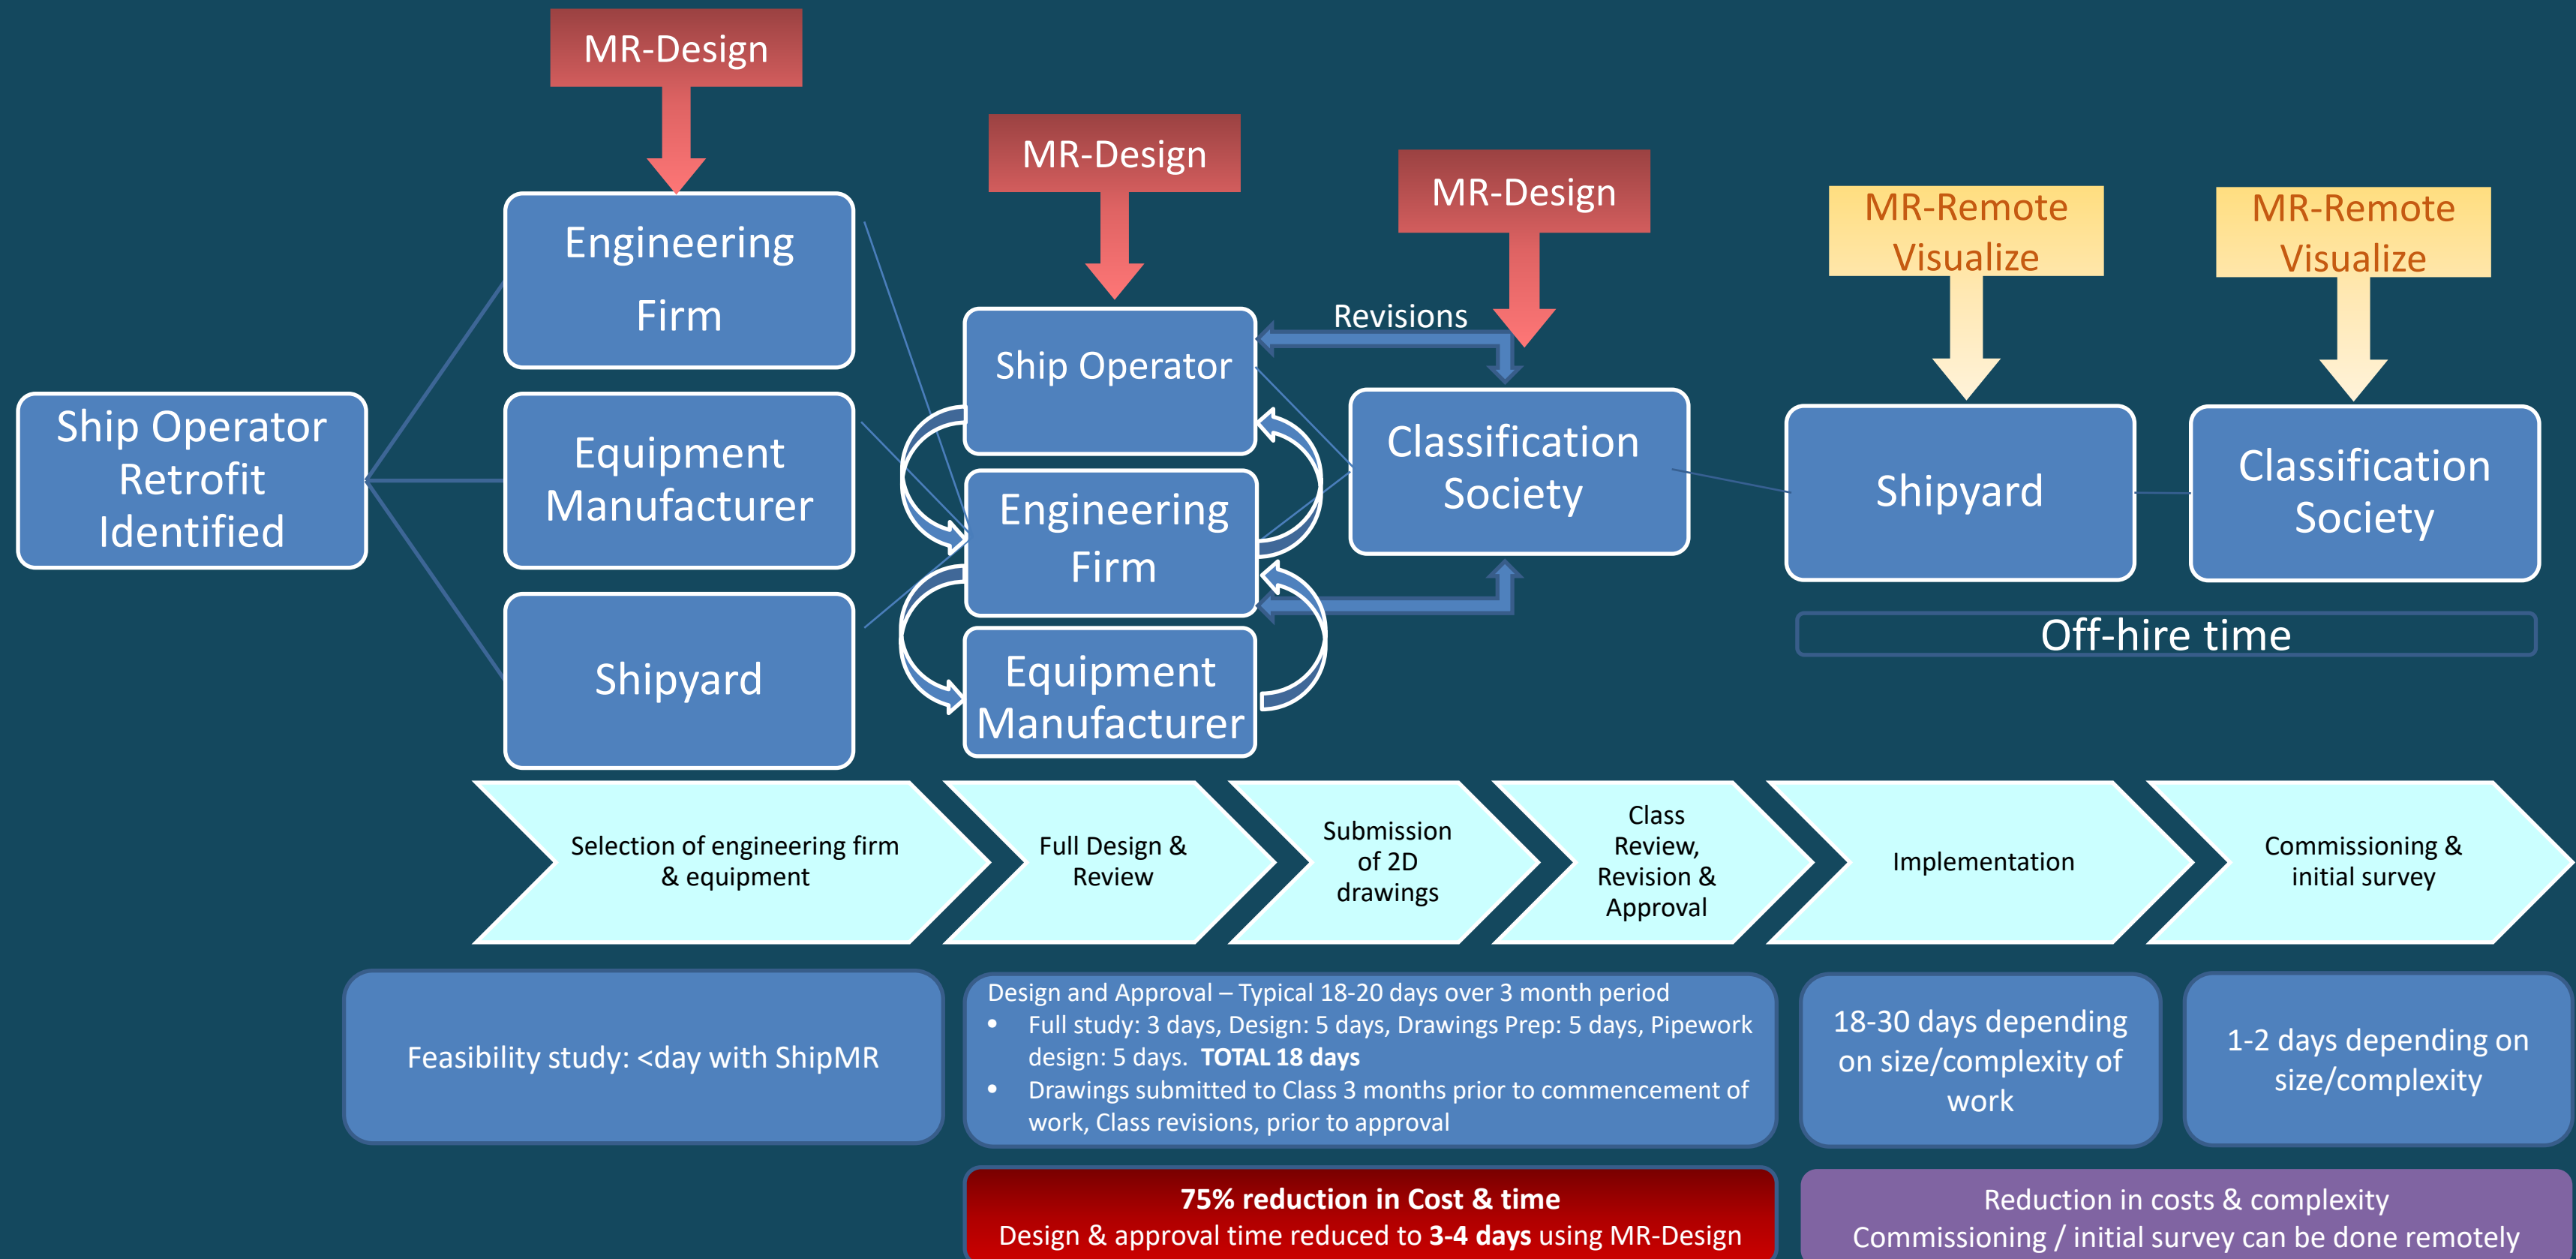 MR-Design
MR-Design
MR-Design
MR-Remote
Visualize
MR-Remote
Visualize
Ship Operator
Retrofit
Identified
Engineering
Firm
Equipment
Manufacturer
Shipyard
Ship Operator
Engineering
Firm
Equipment
Manufacturer
Revisions
Classification
Society
Shipyard
Classification
Society
Off-hire time
Selection of engineering firm
& equipment
Full Design &
Review
Submission
of 2D
drawings
Class
Review,
Revision &
Approval
Implementation
Commissioning &
initial survey
Feasibility study: <day with ShipMR
Design and Approval – Typical 18-20 days over 3 month period
• Full study: 3 days, Design: 5 days, Drawings Prep: 5 days, Pipework
design: 5 days. TOTAL 18 days
• Drawings submitted to Class 3 months prior to commencement of
work, Class revisions, prior to approval
18-30 days depending
on size/complexity of
work
1-2 days depending on
size/complexity
75% reduction in Cost & time
Design & approval time reduced to 3-4 days using MR-Design
Reduction in costs & complexity
Commissioning / initial survey can be done remotely